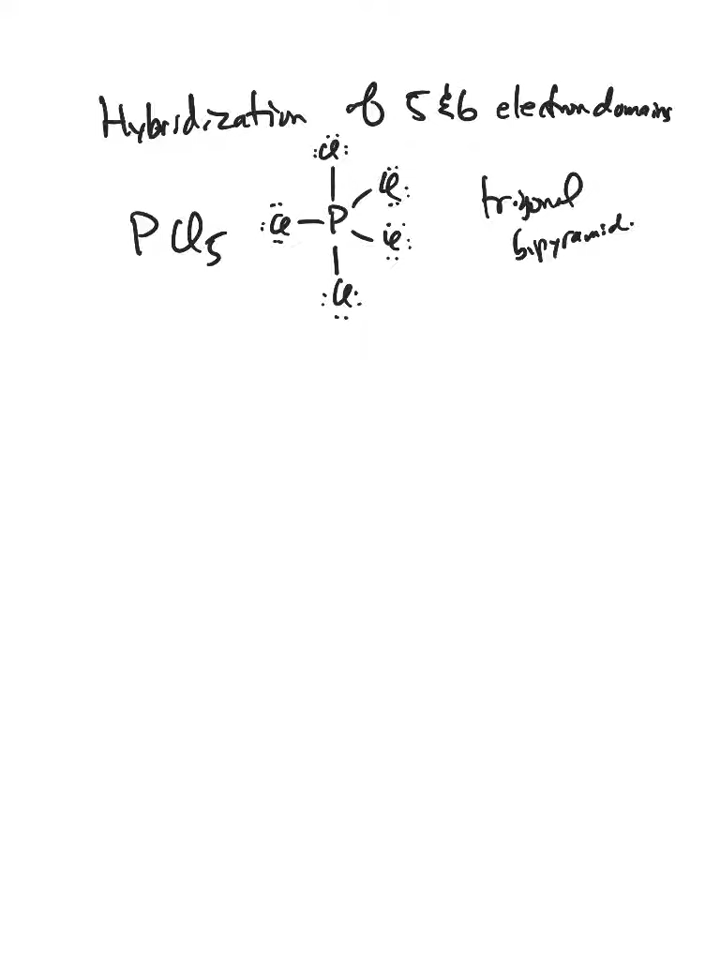 Hybridization of 5 & 6 electron domains
:Cl:
Cl:
PCl5 :Cl — P trigonal
Cl: bipyramid.
:Cl: